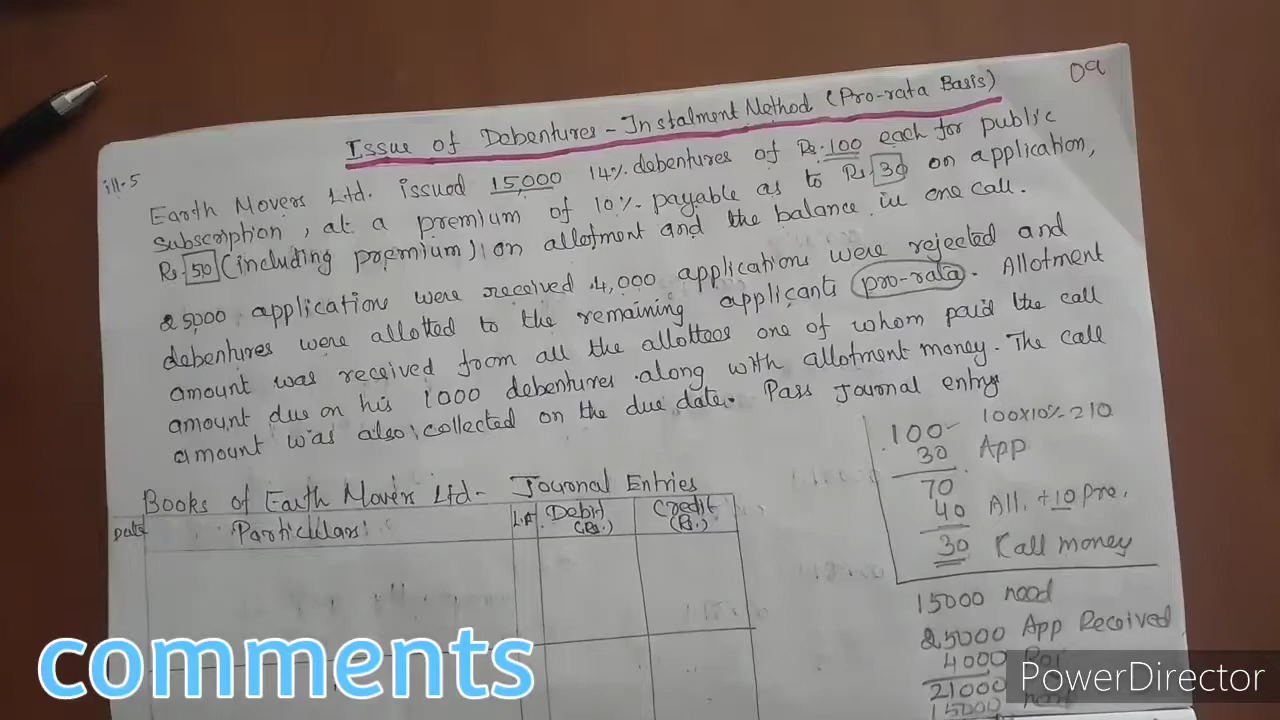 09
Issue of Debentures - Instalment Method (Pro-rata Basis)
ill.5
Earth Movers Ltd. issued 15,000 14% debentures of Rs.100 each for public
subscription, at a premium of 10% payable as to Rs 30 on application,
Rs 50 (including premium) on allotment and the balance in one call.
25000 applications were received 4,000 applications were rejected and
debentures were allotted to the remaining applicants pro-rata. Allotment
amount was received from all the allottees one of whom paid the call
amount due on his 1000 debentures along with allotment money. The call
amount was also collected on the due date. Pass Journal entry
Books of Earth Movers Ltd - Journal Entries
Date Particulars L.F Debit (Rs.) Credit (Rs.)
100 100x10%=10
30 App
70
40 All. +10 pre.
30 Call money
15000 need
25000 App Received
4000
21000
15000
comments
PowerDirector